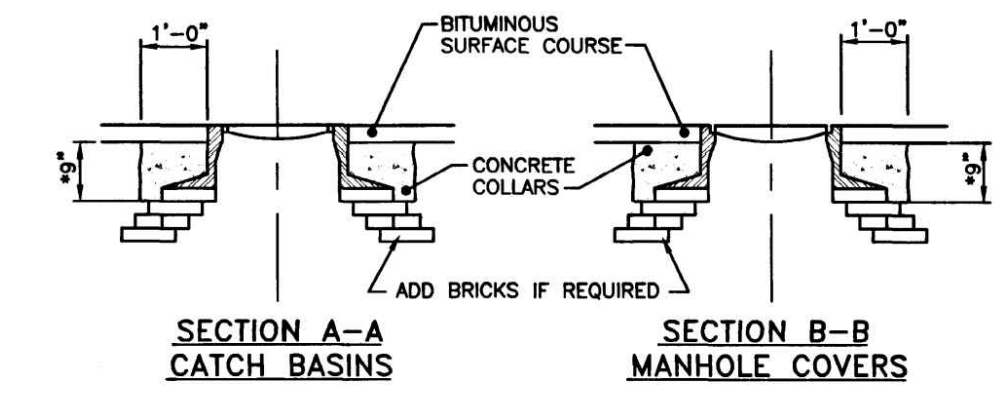 1'-0"
BITUMINOUS
SURFACE COURSE
1'-0"
*9"
CONCRETE
COLLARS
*9"
ADD BRICKS IF REQUIRED
SECTION A-A
CATCH BASINS
SECTION B-B
MANHOLE COVERS